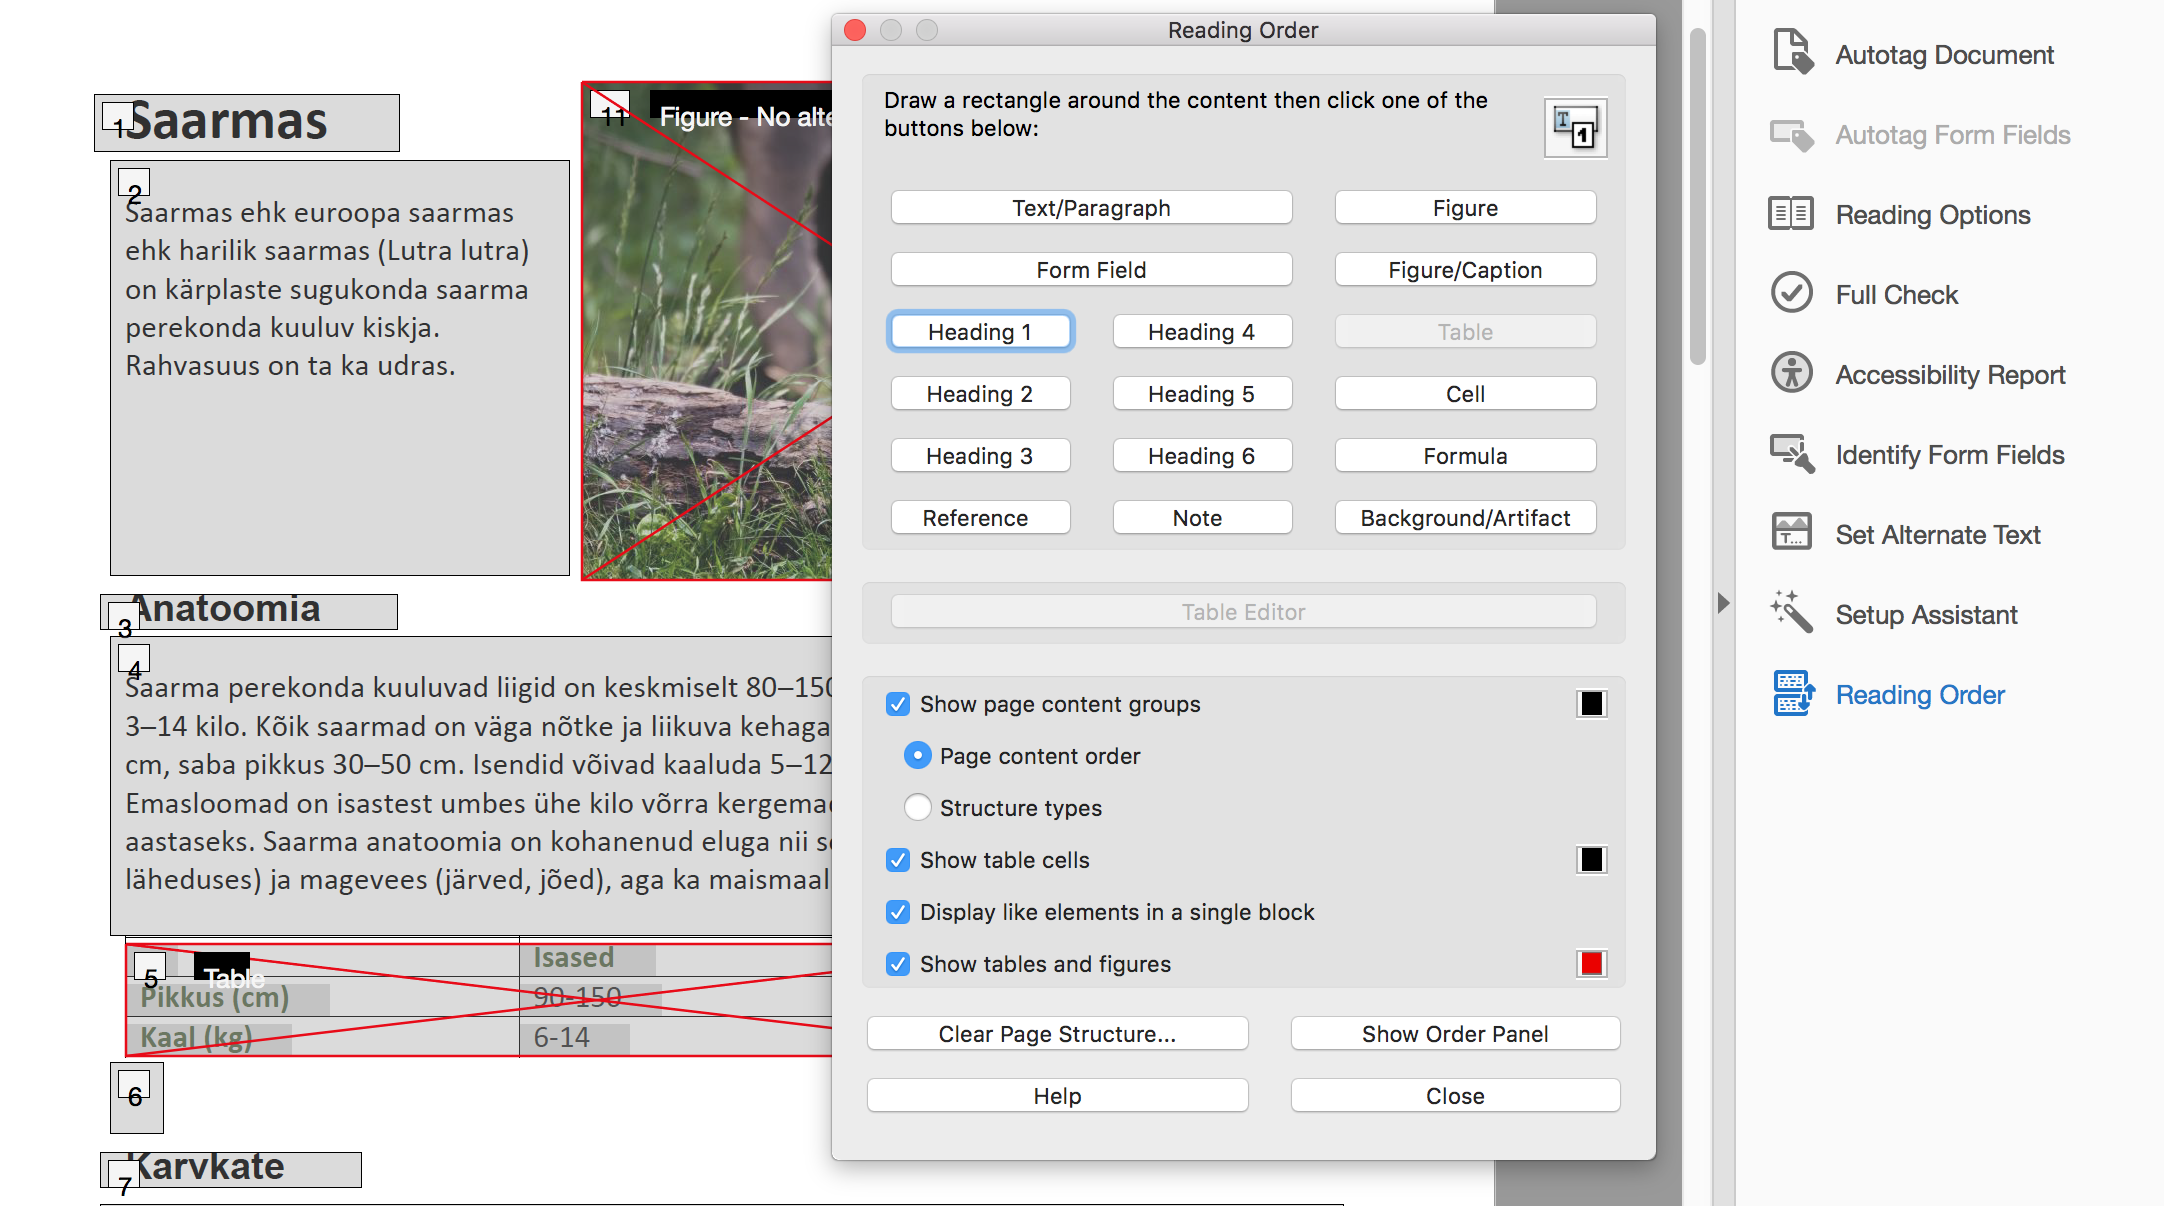 1
Saarmas
2
Saarmas ehk euroopa saarmas
ehk harilik saarmas (Lutra lutra)
on kärplaste sugukonda saarma
perekonda kuuluv kiskja.
Rahvasuus on ta ka udras.
11
Figure - No alte
3
Anatoomia
4
Saarma perekonda kuuluvad liigid on keskmiselt 80–150
3–14 kilo. Kõik saarmad on väga nõtke ja liikuva kehaga
cm, saba pikkus 30–50 cm. Isendid võivad kaaluda 5–12
Emasloomad on isastest umbes ühe kilo võrra kergemad
aastaseks. Saarma anatoomia on kohanenud eluga nii se
läheduses) ja magevees (järved, jõed), aga ka maismaal
5
Table
Isased
Pikkus (cm)
90-150
Kaal (kg)
6-14
6
7
Karvkate
Reading Order
Draw a rectangle around the content then click one of the
buttons below:
Text/Paragraph
Figure
Form Field
Figure/Caption
Heading 1
Heading 4
Table
Heading 2
Heading 5
Cell
Heading 3
Heading 6
Formula
Reference
Note
Background/Artifact
Table Editor
Show page content groups
Page content order
Structure types
Show table cells
Display like elements in a single block
Show tables and figures
Clear Page Structure...
Show Order Panel
Help
Close
Autotag Document
Autotag Form Fields
Reading Options
Full Check
Accessibility Report
Identify Form Fields
Set Alternate Text
Setup Assistant
Reading Order